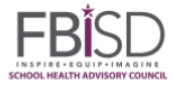 FBISD
INSPIRE•EQUIP•IMAGINE
SCHOOL HEALTH ADVISORY COUNCIL